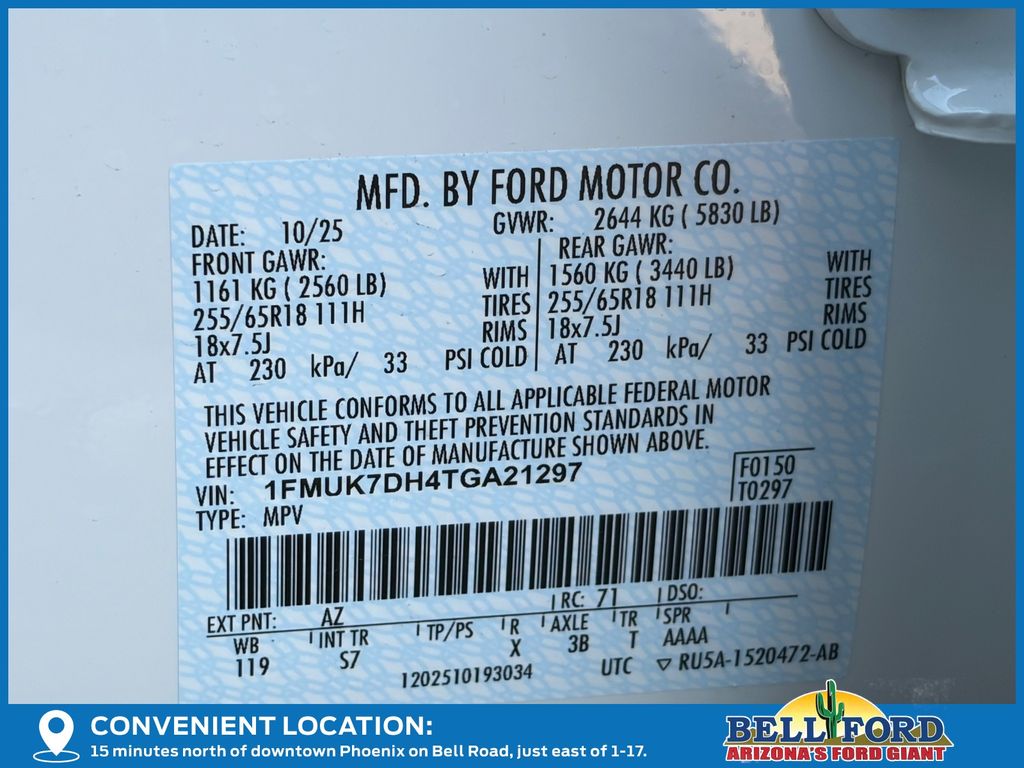 MFD. BY FORD MOTOR CO.
DATE: 10/25 GVWR: 2644 KG ( 5830 LB)
FRONT GAWR: REAR GAWR:
1161 KG ( 2560 LB) WITH 1560 KG ( 3440 LB) WITH
255/65R18 111H TIRES 255/65R18 111H TIRES
18x7.5J RIMS 18x7.5J RIMS
AT 230 kPa/ 33 PSI COLD AT 230 kPa/ 33 PSI COLD
THIS VEHICLE CONFORMS TO ALL APPLICABLE FEDERAL MOTOR
VEHICLE SAFETY AND THEFT PREVENTION STANDARDS IN
EFFECT ON THE DATE OF MANUFACTURE SHOWN ABOVE.
VIN: 1FMUK7DH4TGA21297 F0150
TYPE: MPV T0297
EXT PNT: AZ RC: 71 DSO:
WB INT TR TP/PS R AXLE TR SPR
119 S7 X 3B T AAAA
1202510193034 UTC ▽ RU5A-1520472-AB
CONVENIENT LOCATION:
15 minutes north of downtown Phoenix on Bell Road, just east of 1-17.
BELL FORD
ARIZONA'S FORD GIANT